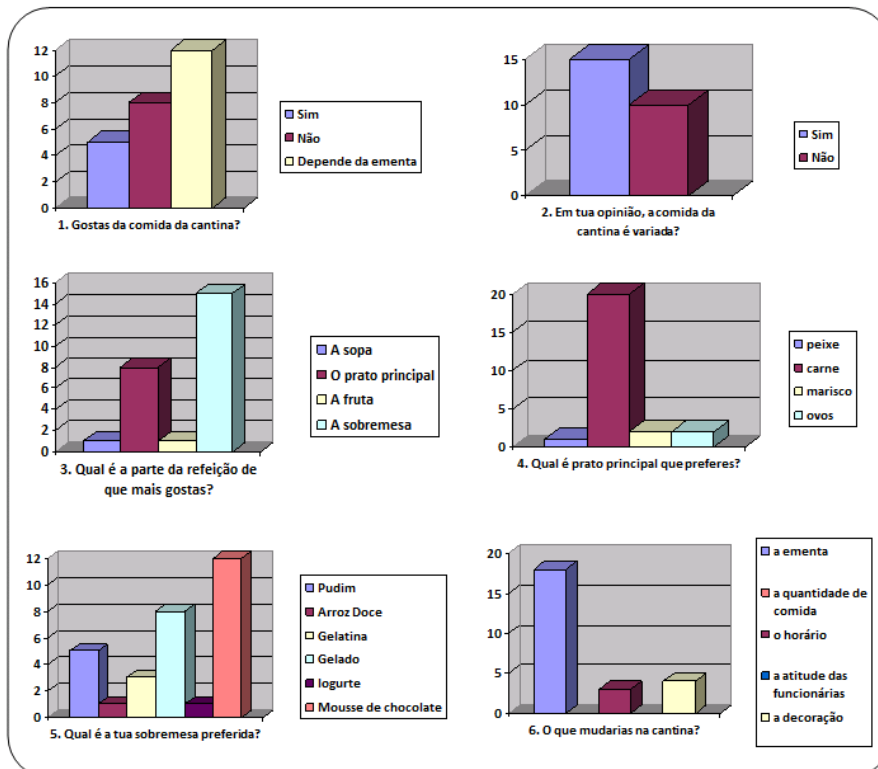 12
10
8
6
4
2
0
Sim
Não
Depende da ementa
1. Gostas da comida da cantina?
15
10
5
0
Sim
Não
2. Em tua opinião, a comida da
cantina é variada?
16
14
12
10
8
6
4
2
0
A sopa
O prato principal
A fruta
A sobremesa
3. Qual é a parte da refeição de
que mais gostas?
20
15
10
5
0
peixe
carne
marisco
ovos
4. Qual é prato principal que preferes?
12
10
8
6
4
2
0
Pudim
Arroz Doce
Gelatina
Gelado
Iogurte
Mousse de chocolate
5. Qual é a tua sobremesa preferida?
20
15
10
5
0
a ementa
a quantidade de
comida
o horário
a atitude das
funcionárias
a decoração
6. O que mudarias na cantina?